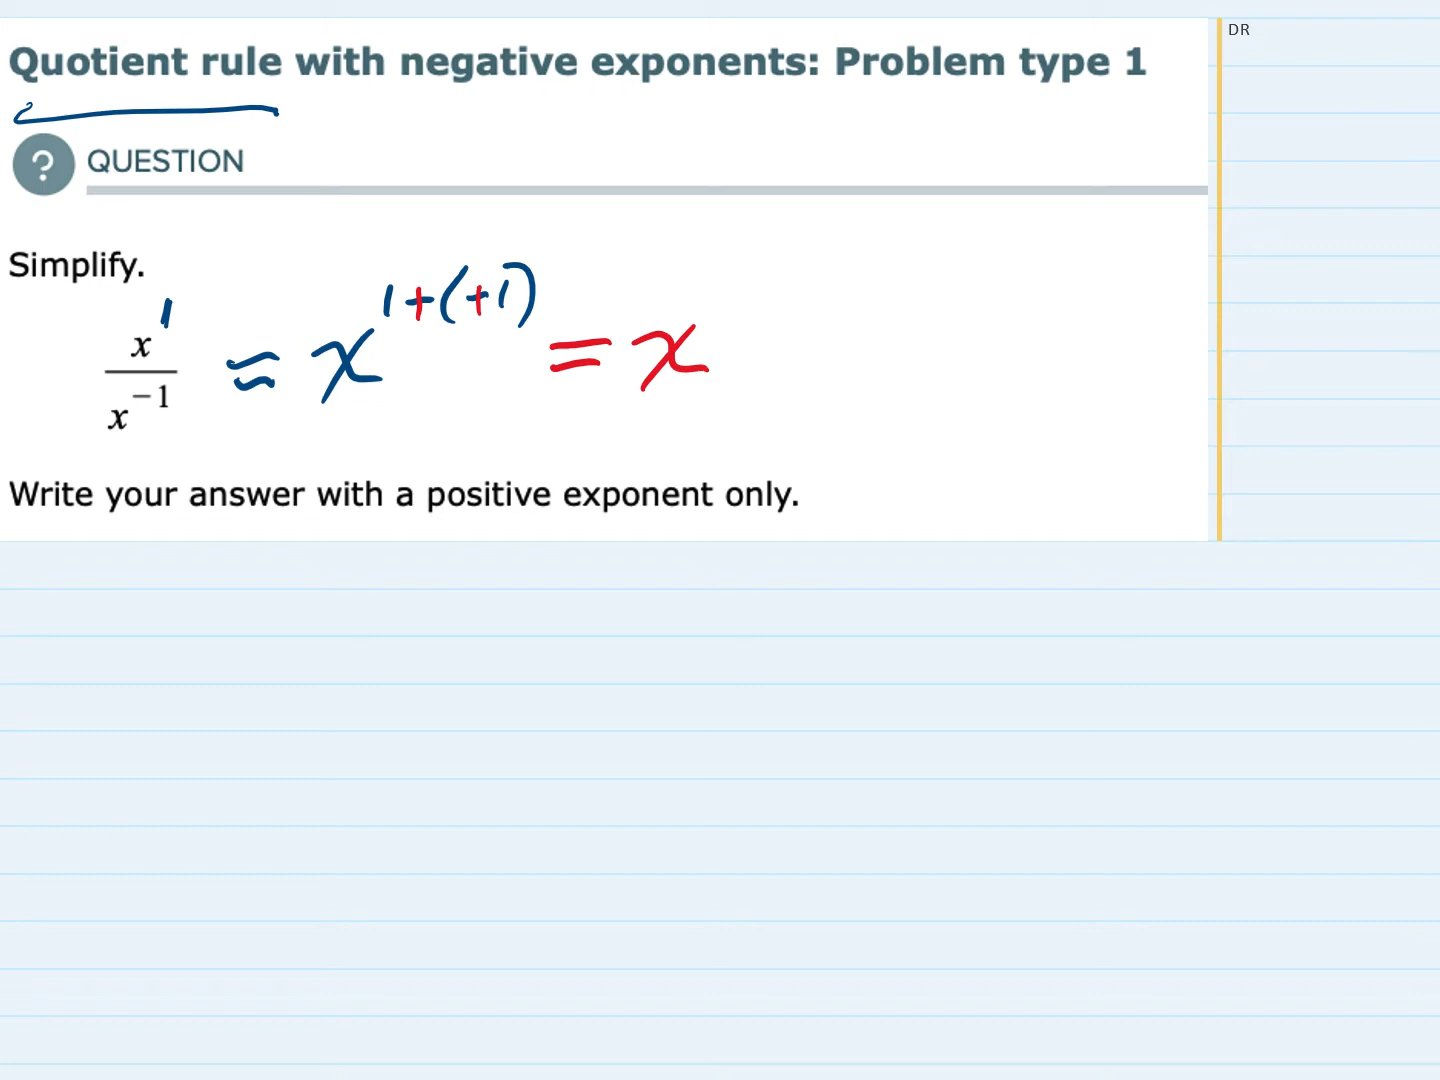 Quotient rule with negative exponents: Problem type 1
DR
? QUESTION
Simplify.
x^1 / x^-1 = x^1+(+1) = x
Write your answer with a positive exponent only.